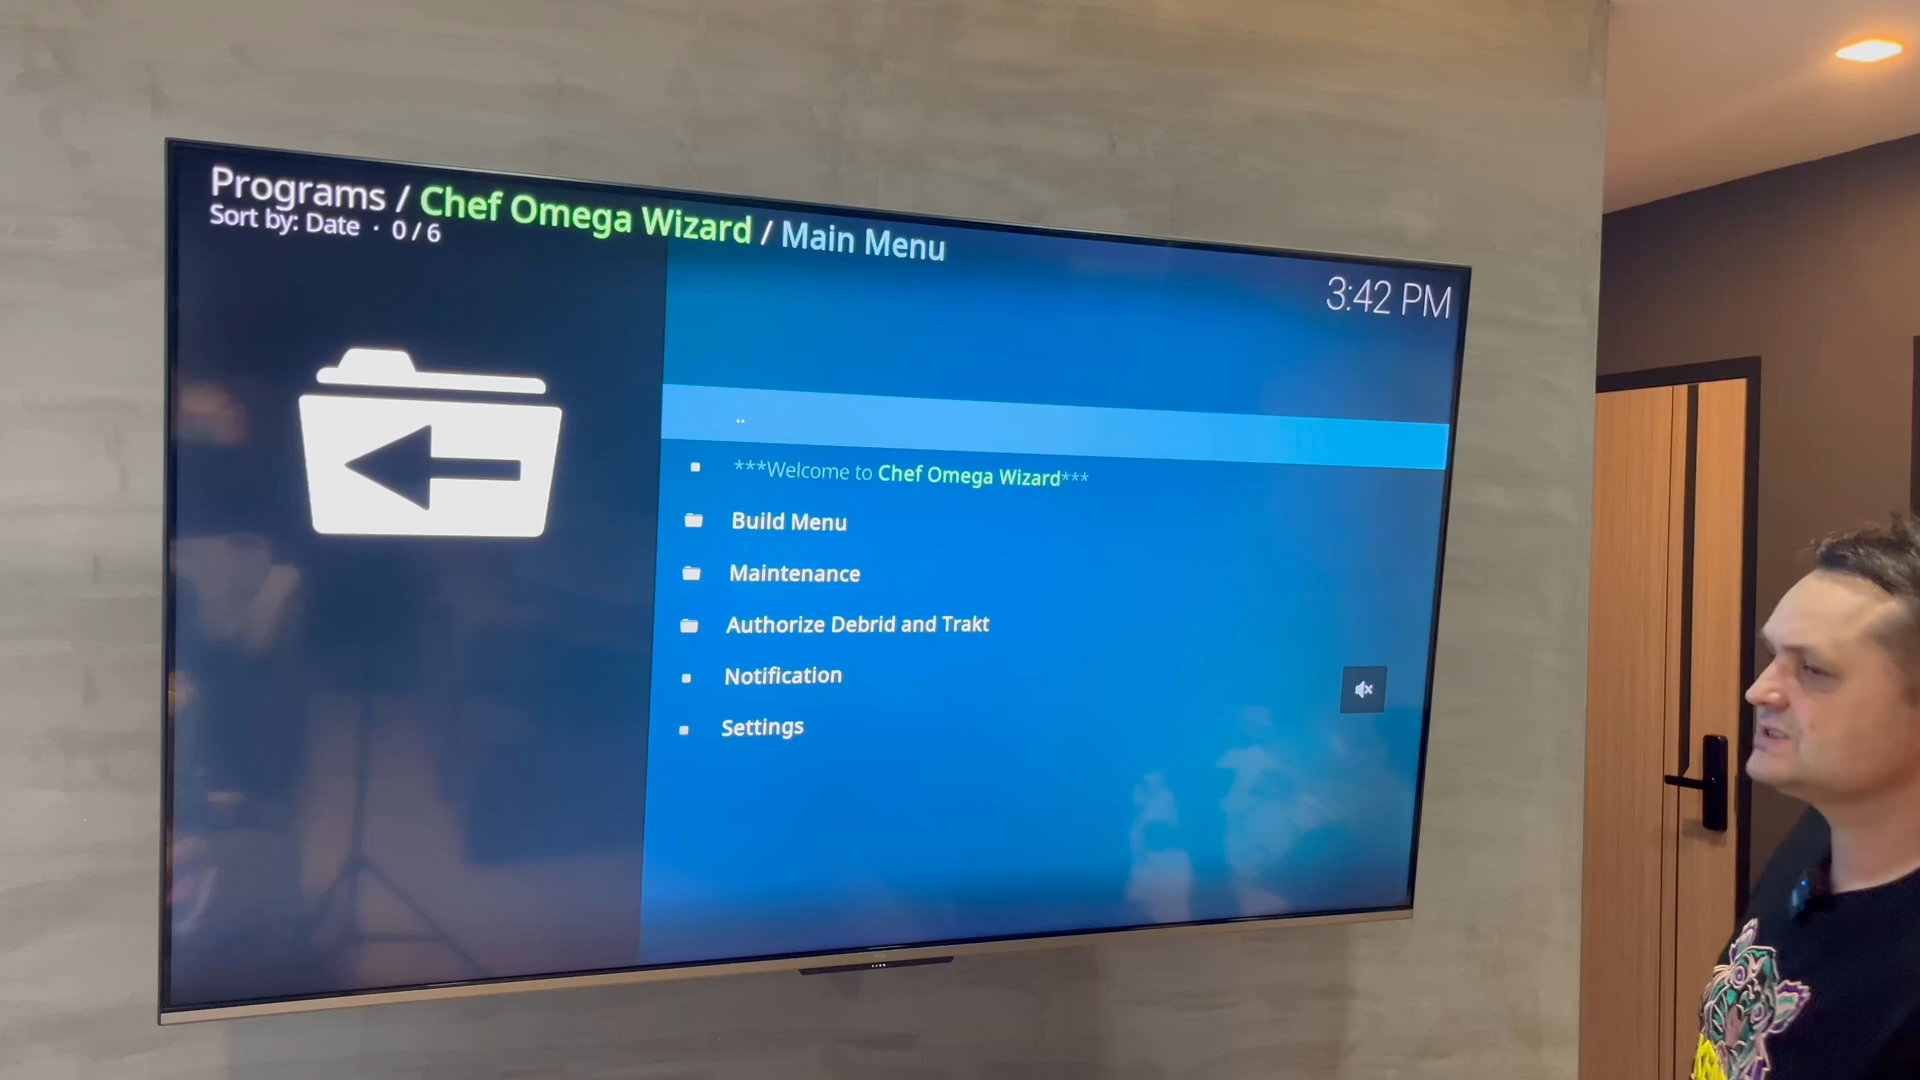 Programs / Chef Omega Wizard / Main Menu
Sort by: Date · 0 / 6
3:42 PM
..
***Welcome to Chef Omega Wizard***
Build Menu
Maintenance
Authorize Debrid and Trakt
Notification
Settings